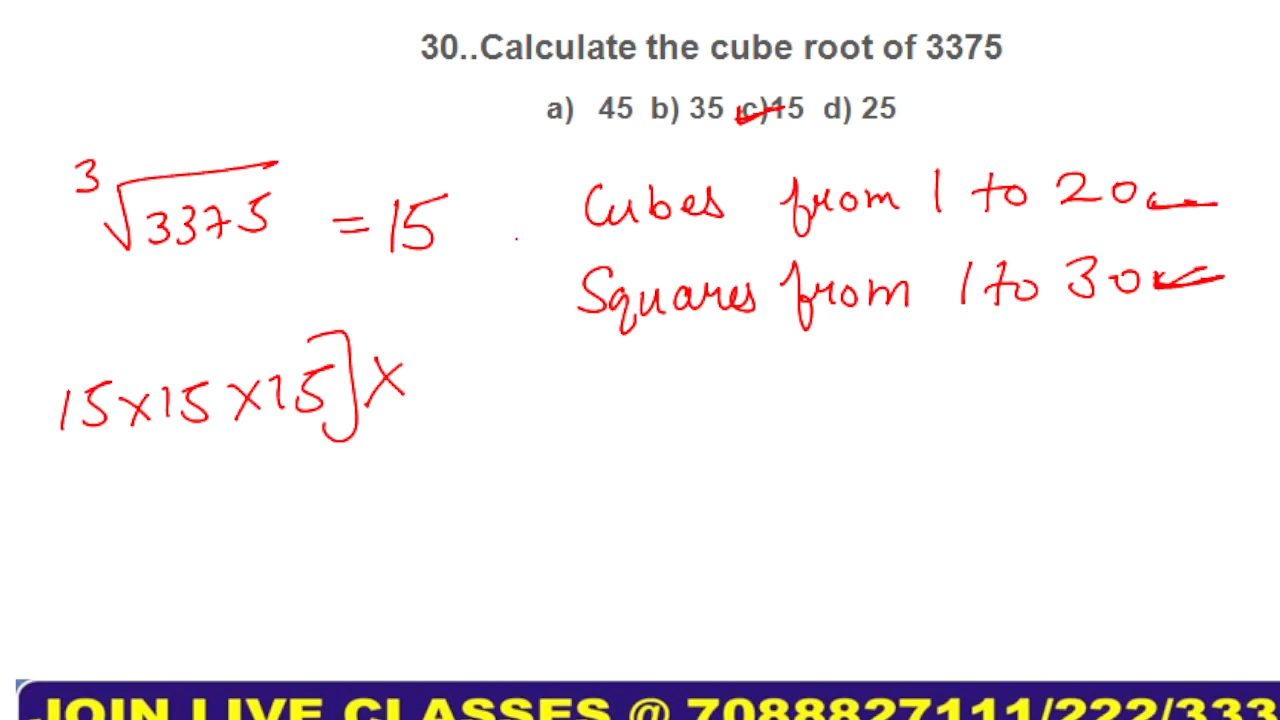 30..Calculate the cube root of 3375
a) 45 b) 35 c)15 d) 25
∛3375 = 15
Cubes from 1 to 20
Squares from 1 to 30
15×15×15]×
JOIN LIVE CLASSES @ 7088827111/222/333